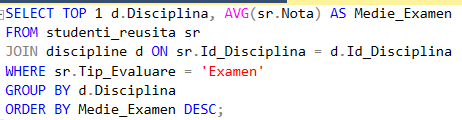 SELECT TOP 1 d.Disciplina, AVG(sr.Nota) AS Medie_Examen
FROM studenti_reusita sr
JOIN discipline d ON sr.Id_Disciplina = d.Id_Disciplina
WHERE sr.Tip_Evaluare = 'Examen'
GROUP BY d.Disciplina
ORDER BY Medie_Examen DESC;